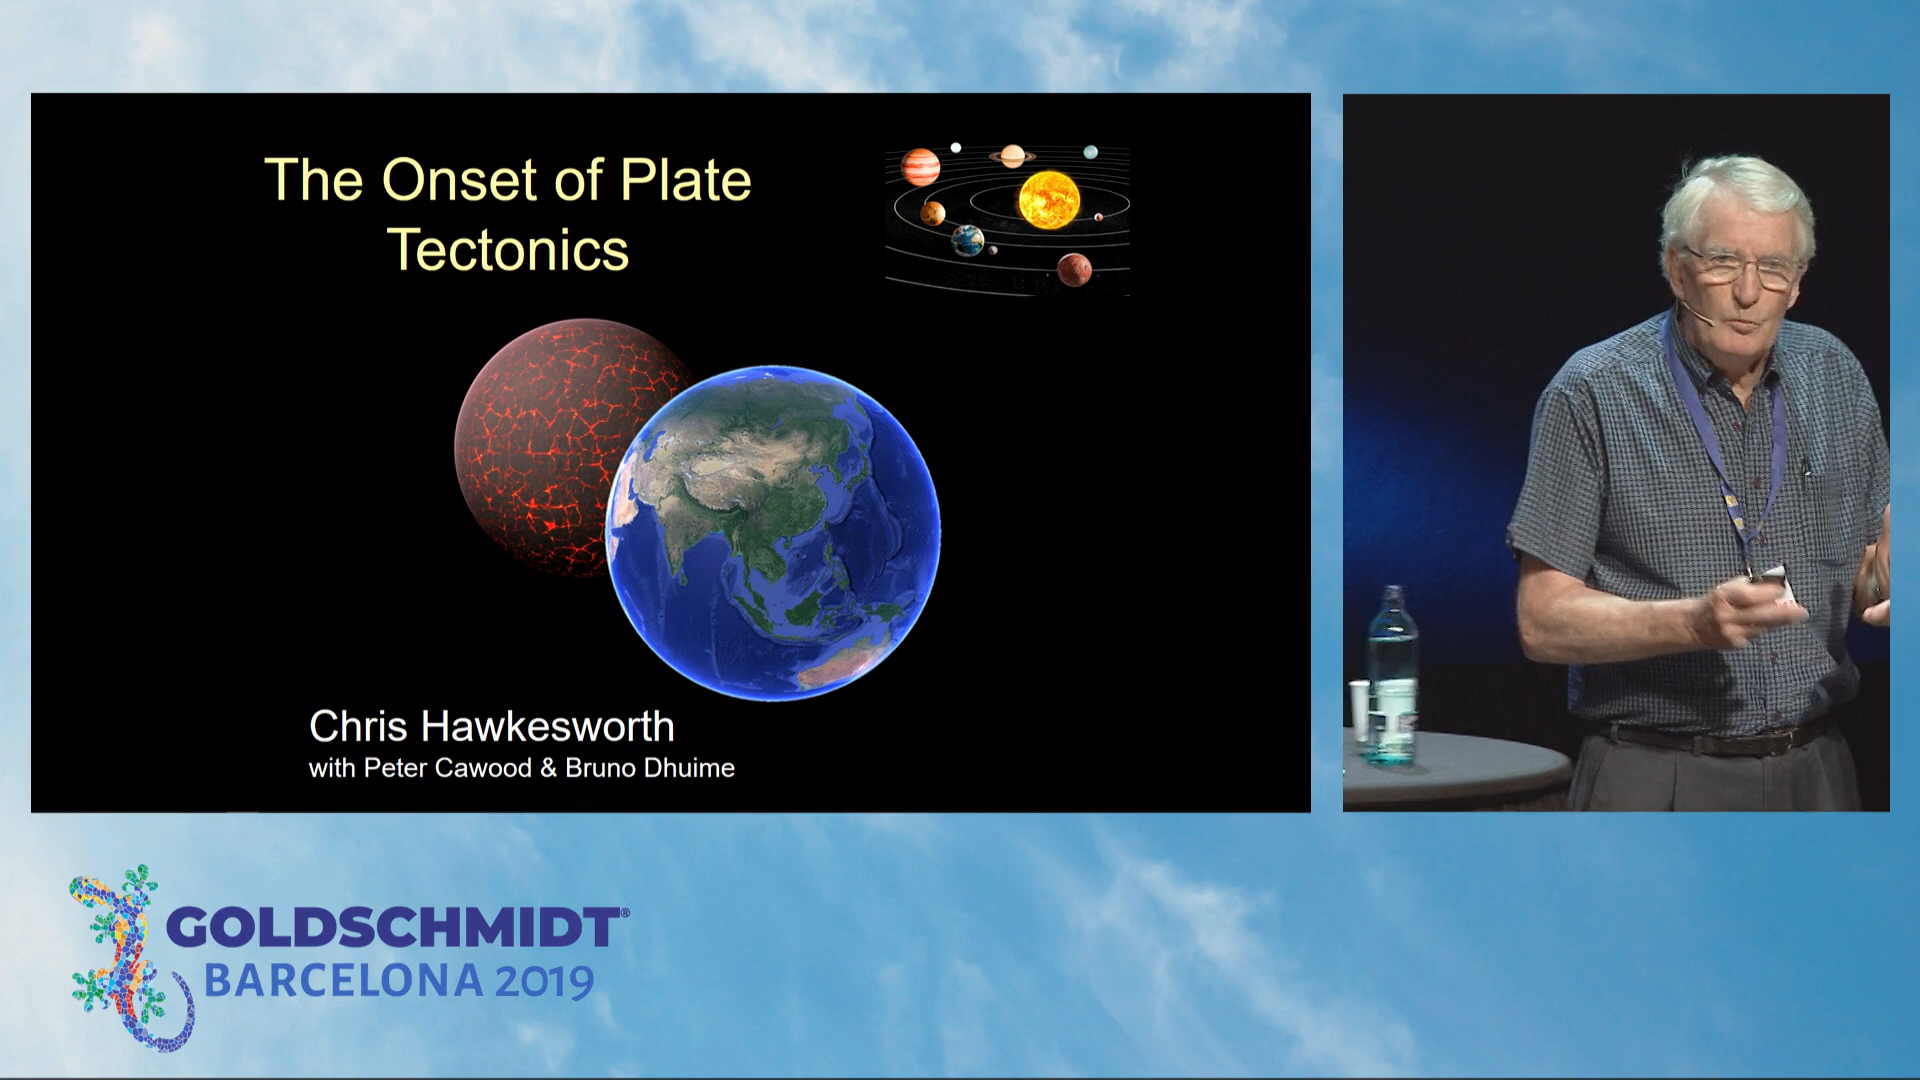 The Onset of Plate
Tectonics
Chris Hawkesworth
with Peter Cawood & Bruno Dhuime
GOLDSCHMIDT®
BARCELONA 2019